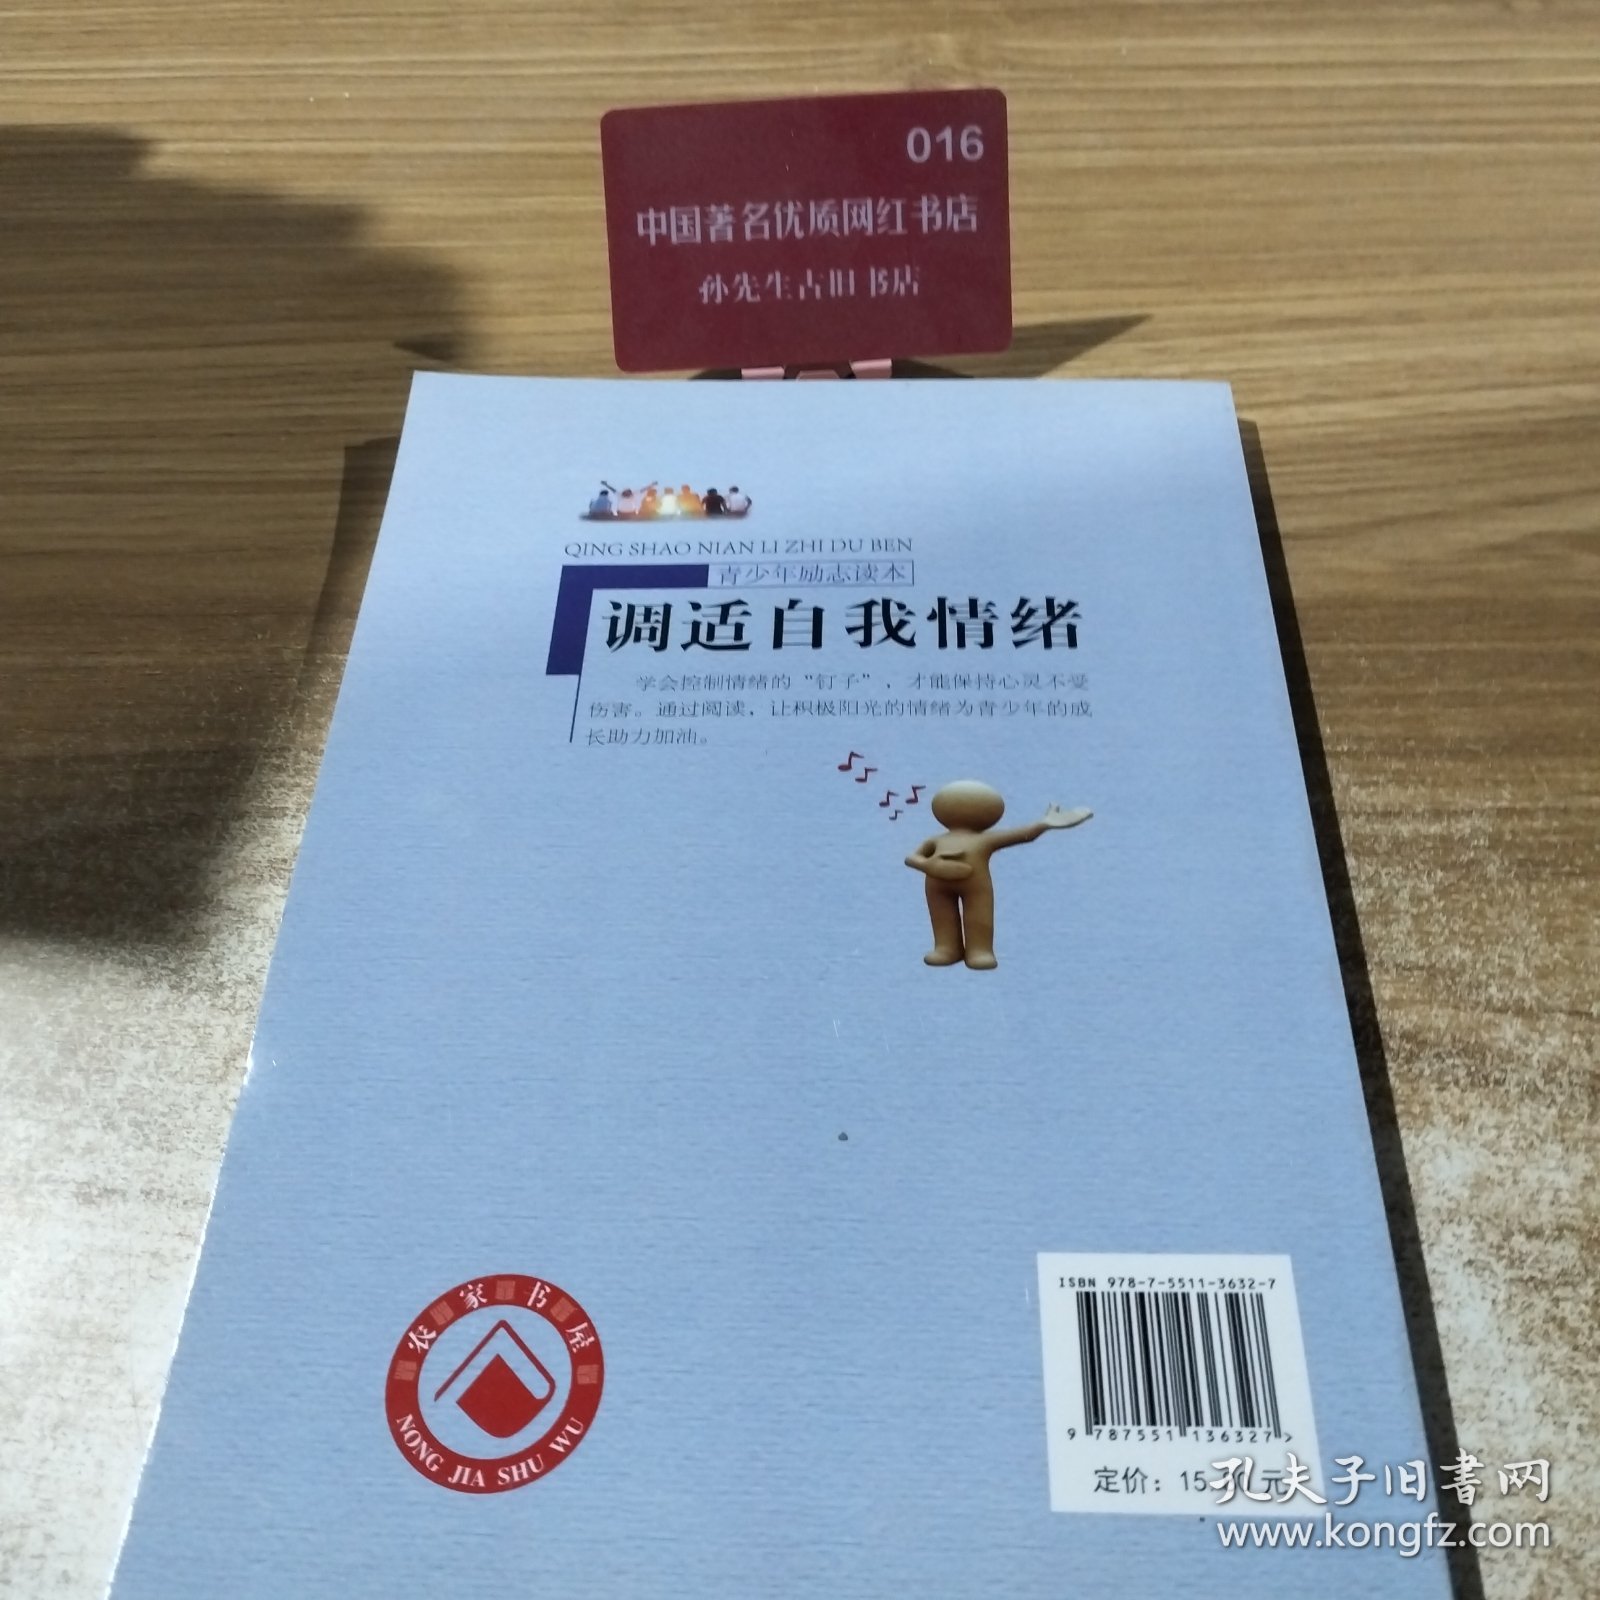 016
中国著名优质网红书店
孙先生古旧书店
QING SHAO NIAN LI ZHI DU BEN
青少年励志读本
调适自我情绪
学会控制情绪的“钉子”，才能保持心灵不受
伤害。通过阅读，让积极阳光的情绪为青少年的成
长助力加油。
农家书屋
NONG JIA SHU WU
ISBN 978-7-5511-3632-7
9 787551 136327>
定价：15.00元
孔夫子旧书网
www.kongfz.com